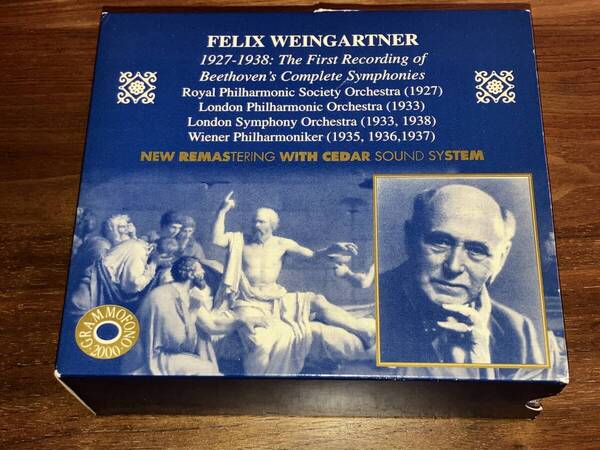 FELIX WEINGARTNER
1927-1938: The First Recording of
Beethoven's Complete Symphonies
Royal Philharmonic Society Orchestra (1927)
London Philharmonic Orchestra (1933)
London Symphony Orchestra (1933, 1938)
Wiener Philharmoniker (1935, 1936,1937)
NEW REMASTERING WITH CEDAR SOUND SYSTEM
GRAMMOFONO
2000